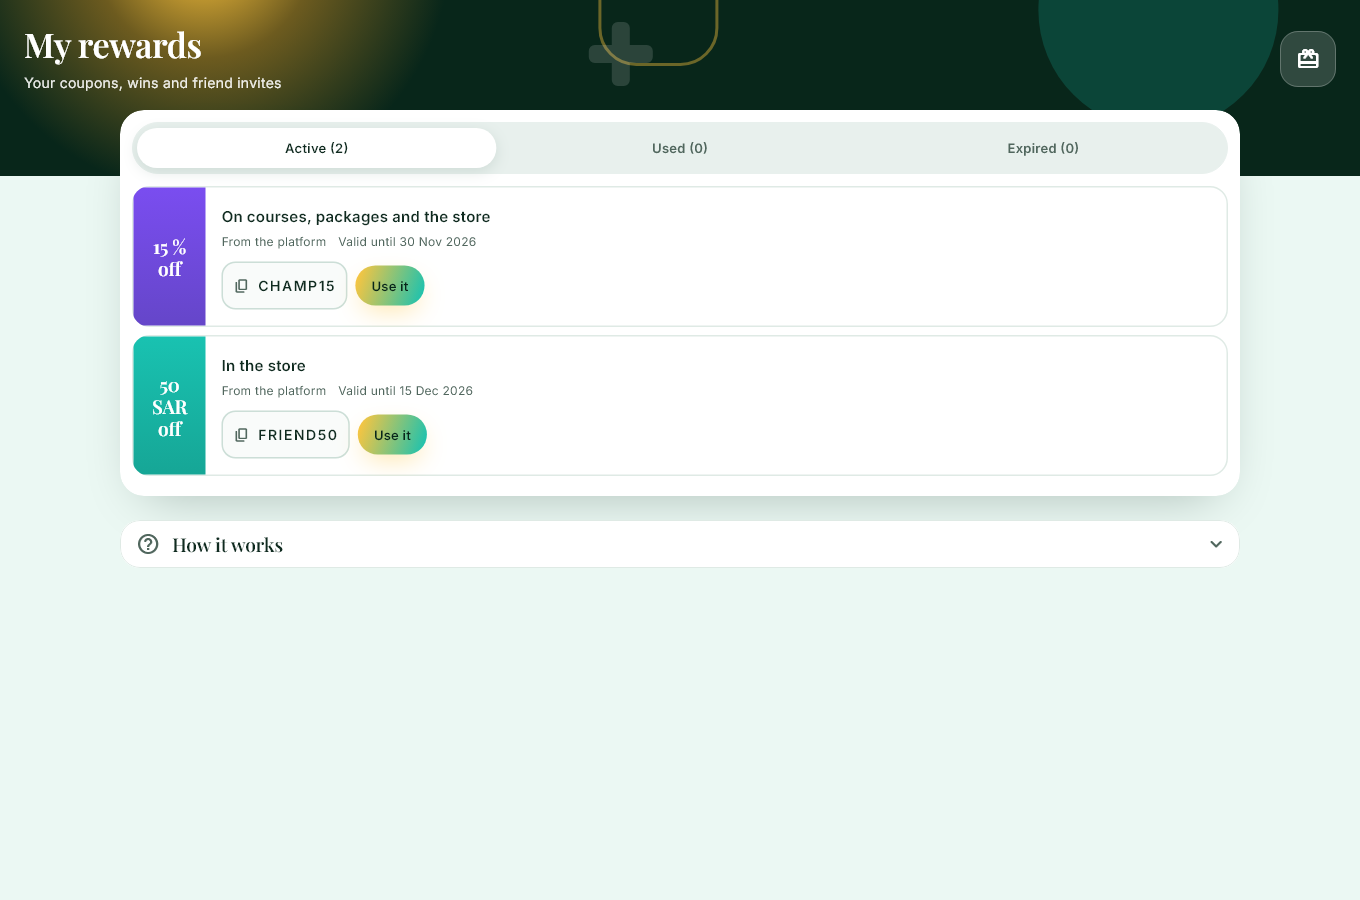 My rewards
Your coupons, wins and friend invites
Active (2)
Used (0)
Expired (0)
15 %
off
On courses, packages and the store
From the platform Valid until 30 Nov 2026
CHAMP15
Use it
50
SAR
off
In the store
From the platform Valid until 15 Dec 2026
FRIEND50
Use it
How it works